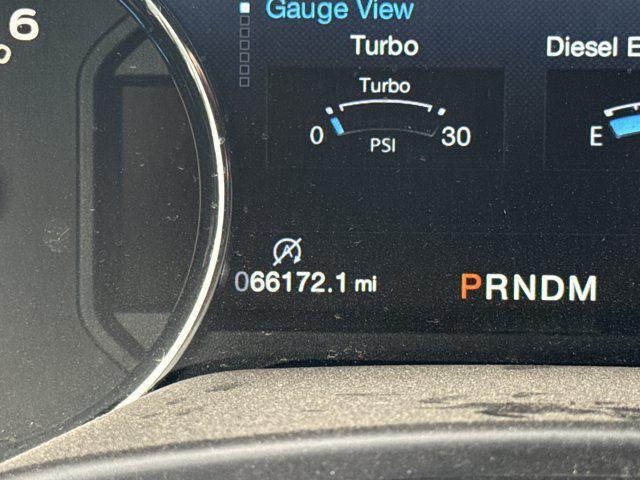 6
Gauge View
Turbo
Diesel E
Turbo
0 PSI 30
E
A
066172.1 mi
PRNDM